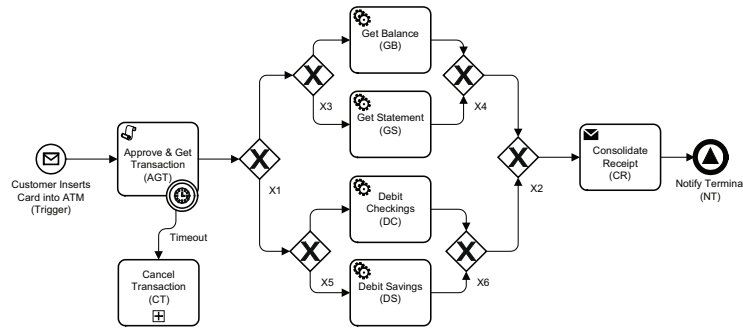 Get Balance
(GB)
X3
X4
Get Statement
(GS)
Approve & Get
Transaction
(AGT)
Customer Inserts
Card into ATM
(Trigger)
X1
X2
Consolidate
Receipt
(CR)
Notify Termina
(NT)
Timeout
Debit
Checkings
(DC)
X5
X6
Debit Savings
(DS)
Cancel
Transaction
(CT)